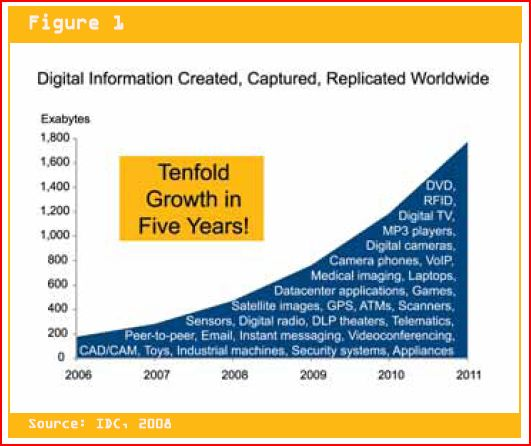 Figure 1
Digital Information Created, Captured, Replicated Worldwide
Exabytes
1,800
1,600
1,400
1,200
1,000
800
600
400
200
0
Tenfold
Growth in
Five Years!
DVD,
RFID,
Digital TV,
MP3 players,
Digital cameras,
Camera phones, VoIP,
Medical imaging, Laptops,
Datacenter applications, Games,
Satellite images, GPS, ATMs, Scanners,
Sensors, Digital radio, DLP theaters, Telematics,
Peer-to-peer, Email, Instant messaging, Videoconferencing,
CAD/CAM, Toys, Industrial machines, Security systems, Appliances
2006 2007 2008 2009 2010 2011
Source: IDC, 2008